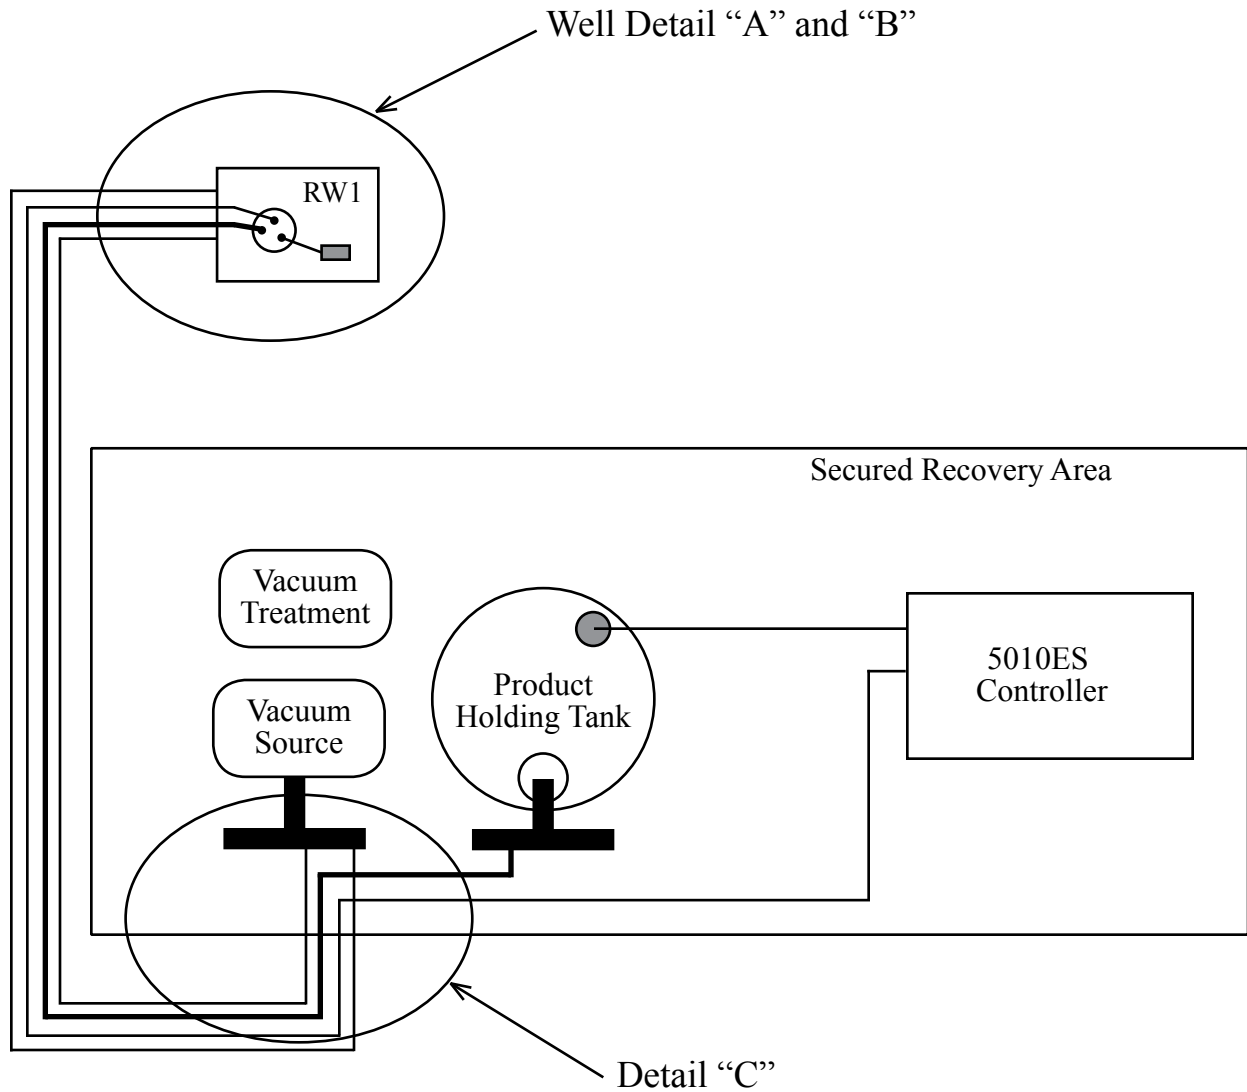 Well Detail “A” and “B”
RW1
Secured Recovery Area
Vacuum
Treatment
5010ES
Controller
Product
Holding Tank
Vacuum
Source
Detail “C”